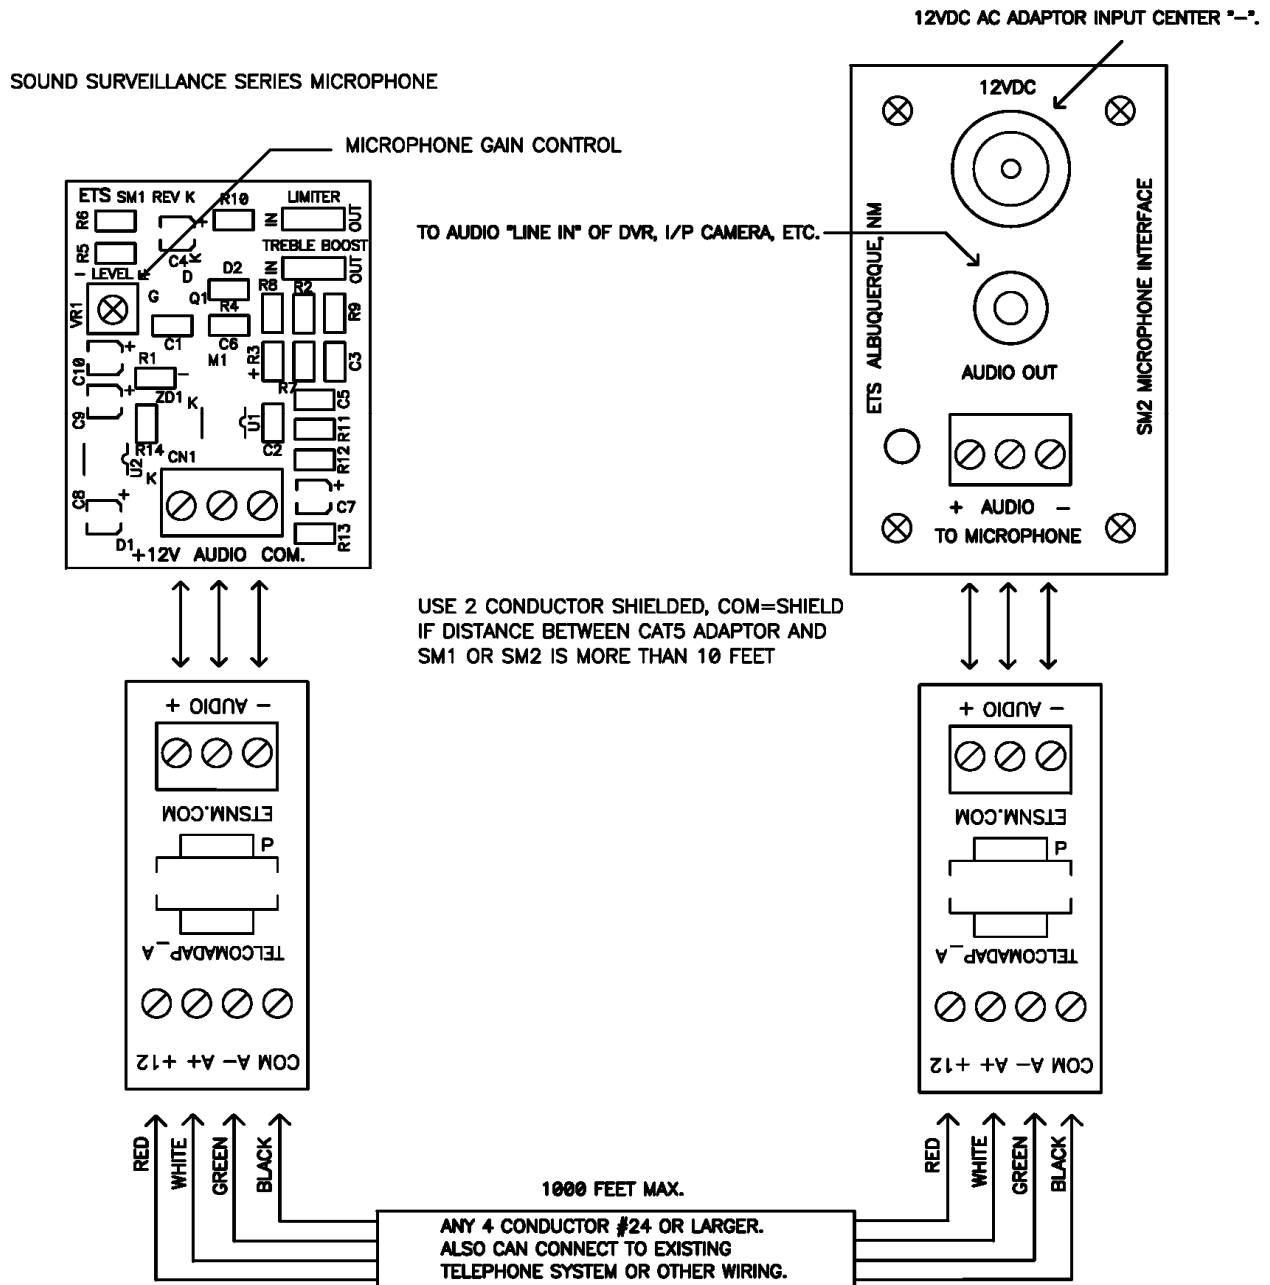 12VDC AC ADAPTOR INPUT CENTER "-".
SOUND SURVEILLANCE SERIES MICROPHONE
MICROPHONE GAIN CONTROL
TO AUDIO "LINE IN" OF DVR, I/P CAMERA, ETC.
ETS SM1 REV K
R10
LIMITER
R6
+
IN
OUT
R5
C4
K
TREBLE BOOST
- LEVEL
D
D2
IN
OUT
G
Q1
R8
R2
VR1
R4
R9
C1
C6
M1
+
C10
R1
-
+
R3
C3
+
ZD1
R7
C9
K
C5
U1
R11
R14
C2
U2
CN1
R12
K
C8
+
+
C7
D1
R13
+12V AUDIO COM.
12VDC
ETS ALBUQUERQUE, NM
SM2 MICROPHONE INTERFACE
AUDIO OUT
+ AUDIO -
TO MICROPHONE
USE 2 CONDUCTOR SHIELDED, COM=SHIELD
IF DISTANCE BETWEEN CAT5 ADAPTOR AND
SM1 OR SM2 IS MORE THAN 10 FEET
- AUDIO +
ETSNM.COM
P
TELCOMADAP_A
COM A- A+ +12
RED
WHITE
GREEN
BLACK
- AUDIO +
ETSNM.COM
P
TELCOMADAP_A
COM A- A+ +12
RED
WHITE
GREEN
BLACK
1000 FEET MAX.
ANY 4 CONDUCTOR #24 OR LARGER.
ALSO CAN CONNECT TO EXISTING
TELEPHONE SYSTEM OR OTHER WIRING.